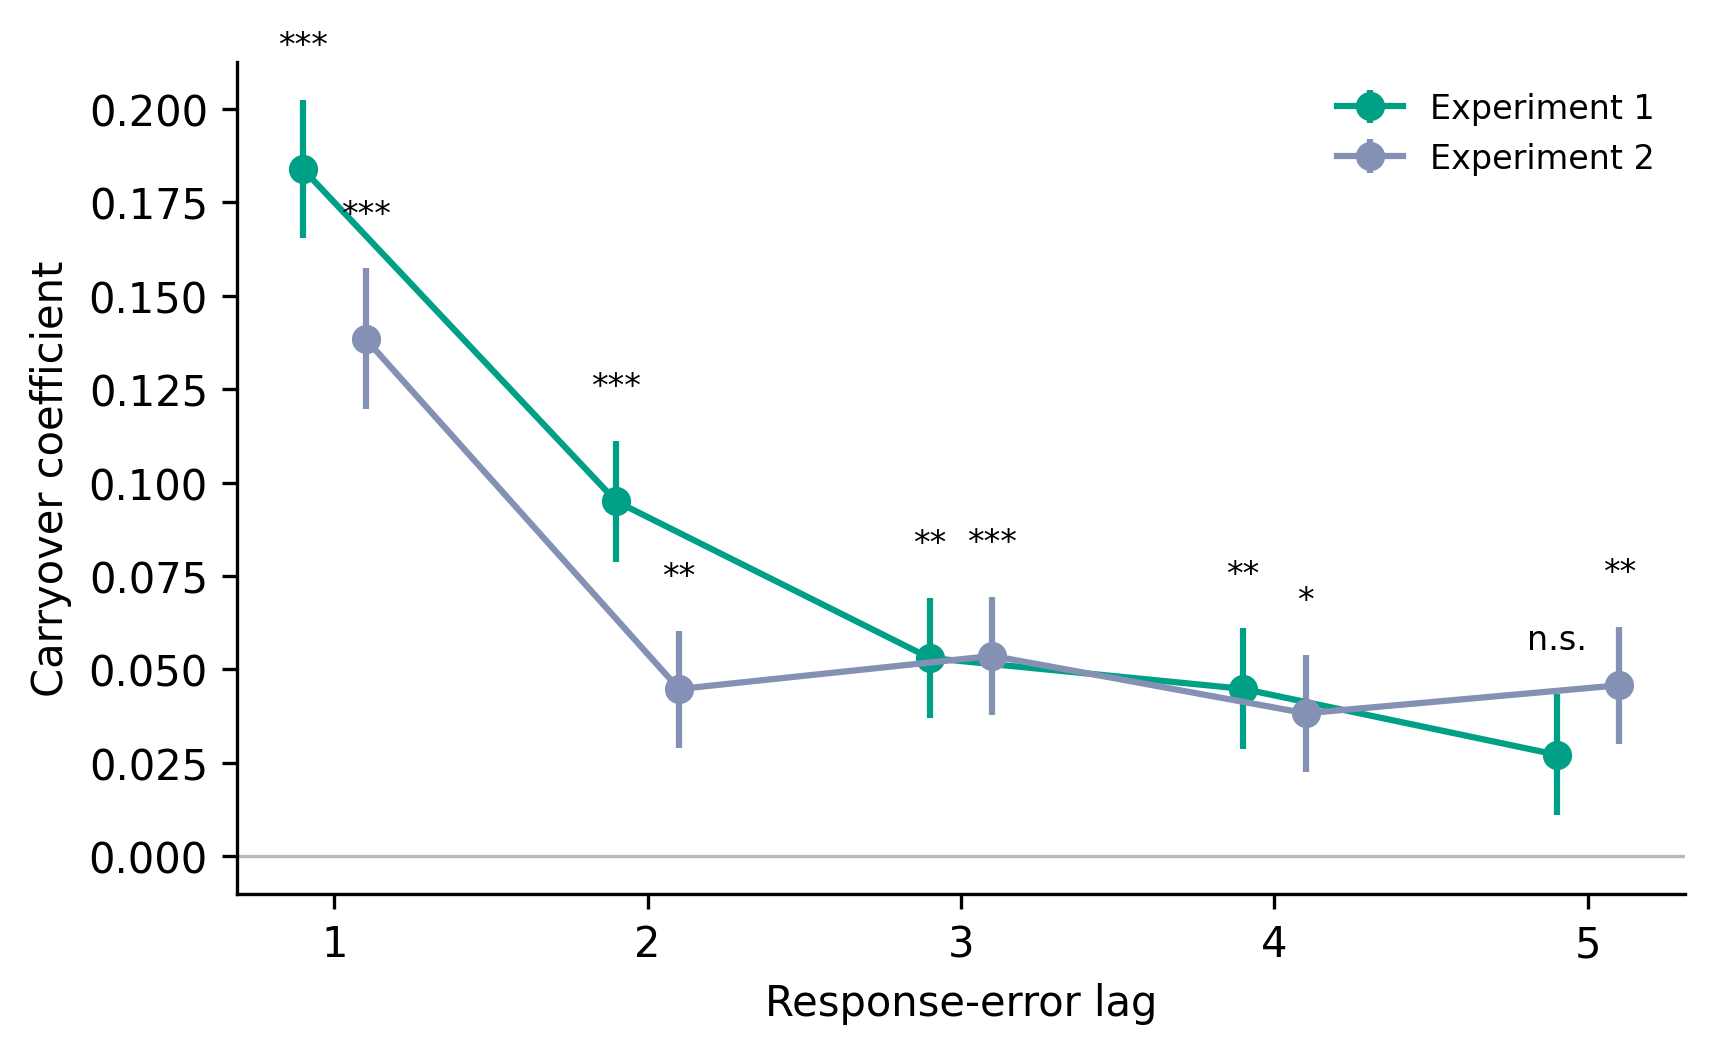 ***
0.200
0.175
0.150
0.125
0.100
0.075
0.050
0.025
0.000
Carryover coefficient
Experiment 1
Experiment 2
***
***
**
** ***
**
*
n.s.
**
1 2 3 4 5
Response-error lag